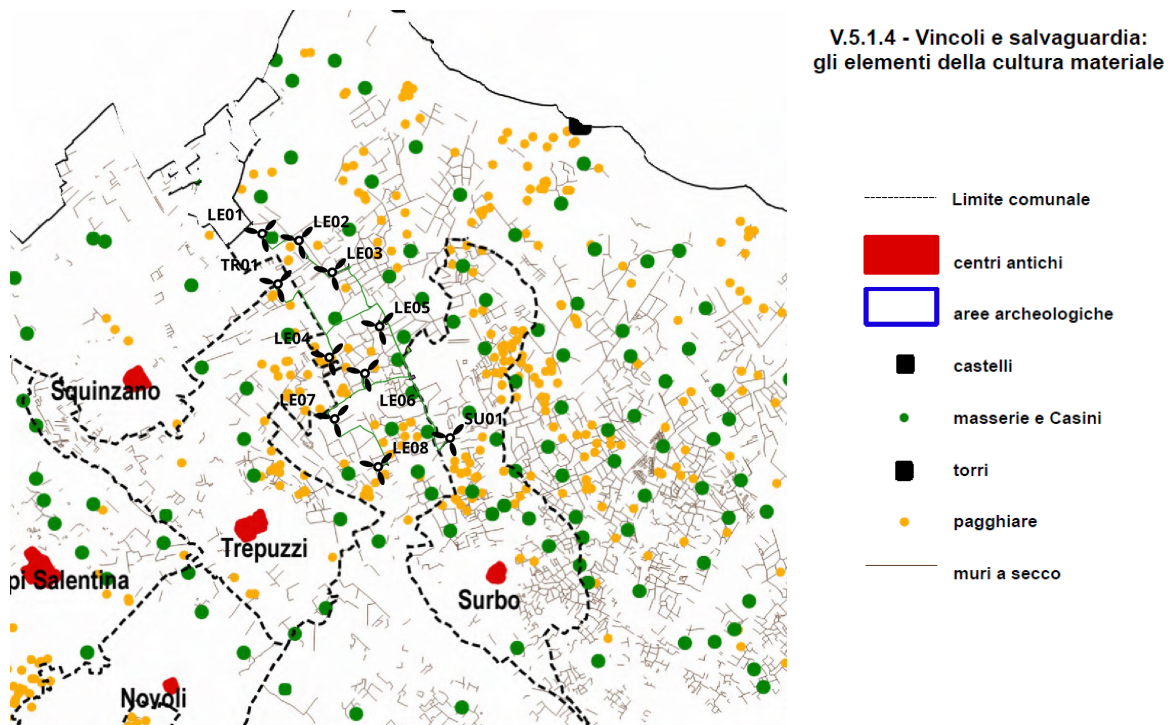 V.5.1.4 - Vincoli e salvaguardia:
gli elementi della cultura materiale
Limite comunale
centri antichi
aree archeologiche
castelli
masserie e Casini
torri
pagghiare
muri a secco
LE01
LE02
LE03
TR01
LE05
LE04
LE06
LE07
SU01
LE08
Squinzano
Trepuzzi
pi Salentina
Surbo
Novoli